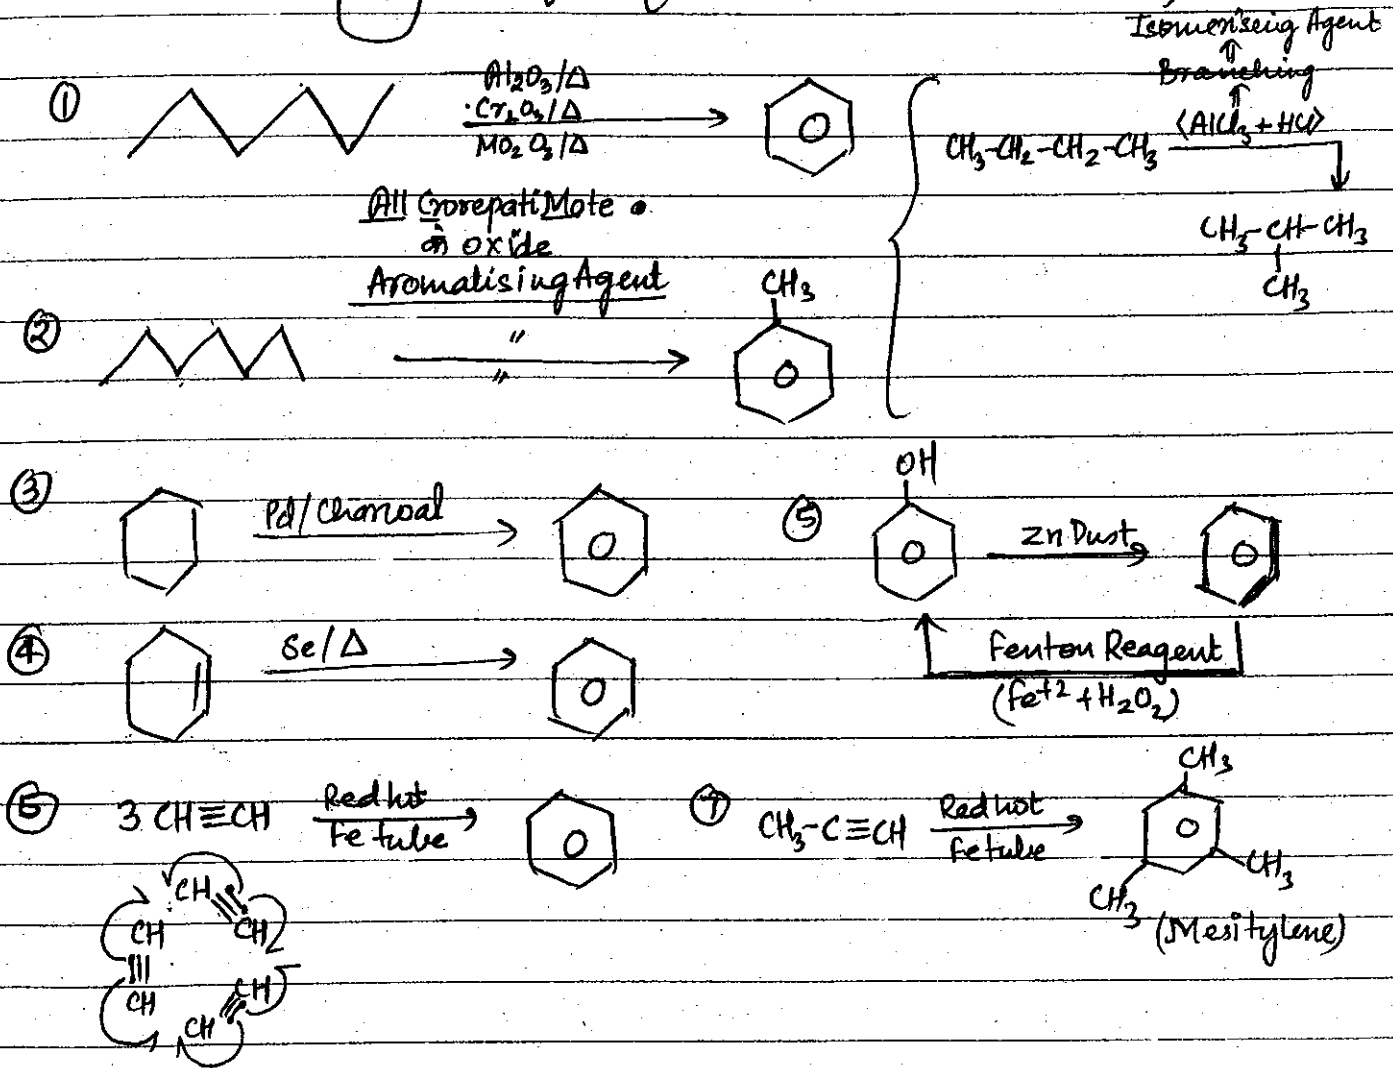 Isomerising Agent
⇑
Branching
⇑
① Al2O3/Δ
Cr2O3/Δ
MO2O3/Δ
CH3-CH2-CH2-CH3 (AlCl3+HCl)
CH3-CH-CH3
CH3
All Crorepati Mote
oxide
Aromatising Agent
CH3
② "
"
③ Pd/Charcoal
⑤ OH
Zn Dust
④ Se/Δ
Fenton Reagent
(Fe+2 + H2O2)
⑥ 3 CH≡CH Red hot
Fe tube
⑦ CH3-C≡CH Red hot
Fe tube
CH3
CH3
CH3
(Mesitylene)
CH
CH
CH
CH
CH
CH